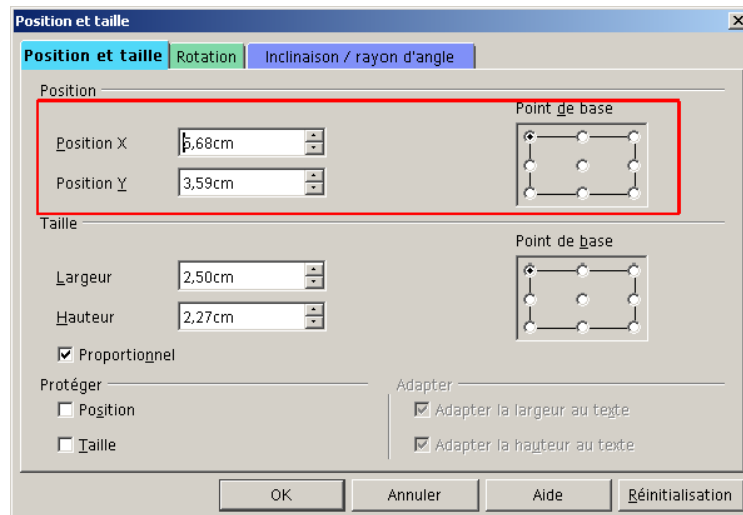 Position et taille
Position et taille Rotation Inclinaison / rayon d'angle
Position
Point de base
Position X 5,68cm
Position Y 3,59cm
Taille
Point de base
Largeur 2,50cm
Hauteur 2,27cm
Proportionnel
Protéger Adapter
Position Adapter la largeur au texte
Taille Adapter la hauteur au texte
OK Annuler Aide Réinitialisation